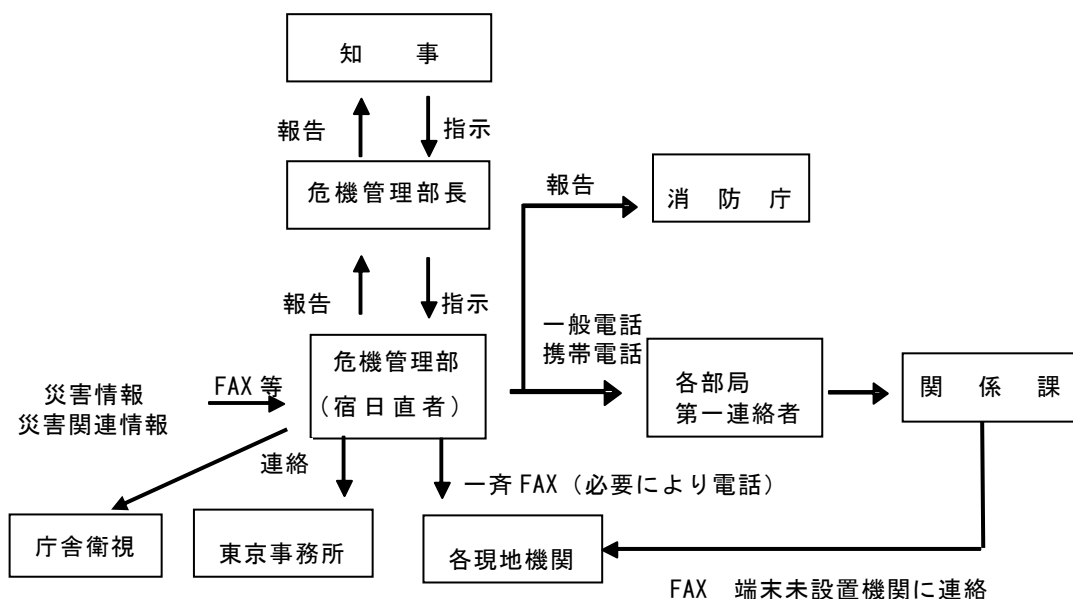 知　事
報告
指示
危機管理部長
報告
消　防　庁
報告
指示
一般電話
携帯電話
危機管理部
（宿日直者）
各部局
第一連絡者
関　係　課
災害情報
災害関連情報
FAX 等
連絡
一斉 FAX（必要により電話）
庁舎衛視
東京事務所
各現地機関
FAX　端末未設置機関に連絡